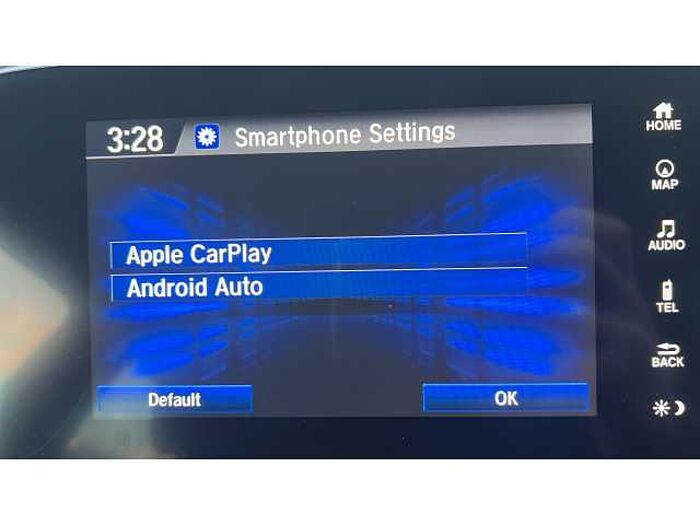 3:28 Smartphone Settings
Apple CarPlay
Android Auto
Default OK
HOME
MAP
AUDIO
TEL
BACK